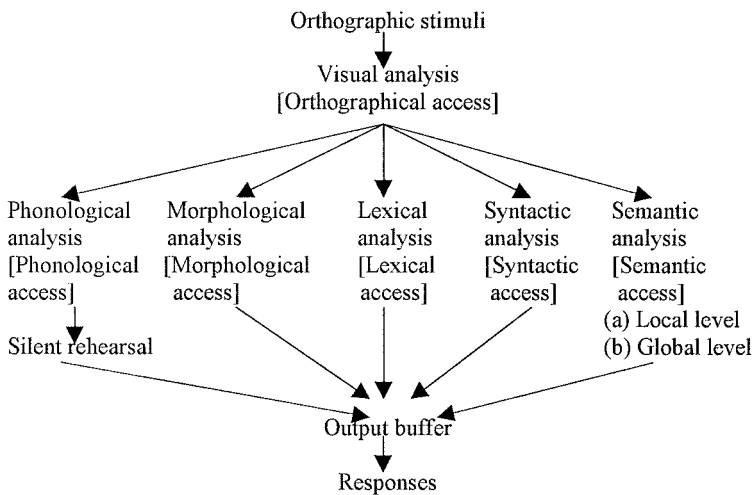 Orthographic stimuli
Visual analysis
[Orthographical access]
Phonological analysis [Phonological access]
Silent rehearsal
Morphological analysis [Morphological access]
Lexical analysis [Lexical access]
Syntactic analysis [Syntactic access]
Semantic analysis [Semantic access]
(a) Local level
(b) Global level
Output buffer
Responses